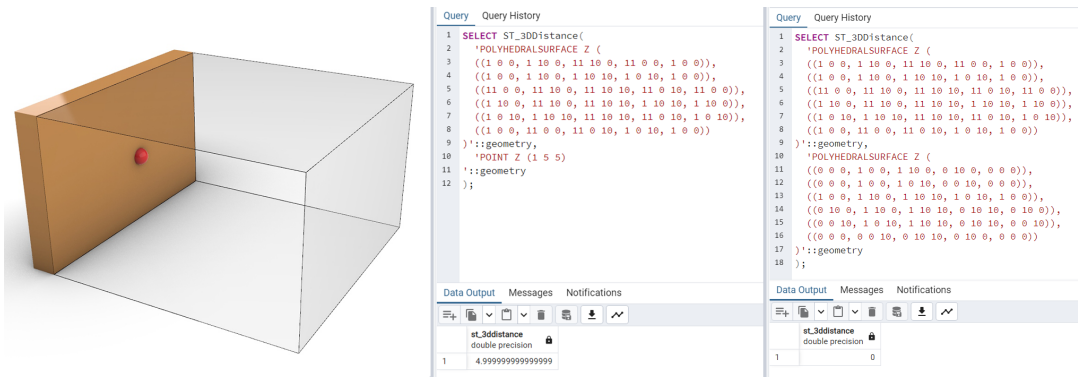 Query Query History
1 SELECT ST_3DDistance(
2 'POLYHEDRALSURFACE Z (
3 ((1 0 0, 1 10 0, 11 10 0, 11 0 0, 1 0 0)),
4 ((1 0 0, 1 10 0, 1 10 10, 1 0 10, 1 0 0)),
5 ((11 0 0, 11 10 0, 11 10 10, 11 0 10, 11 0 0)),
6 ((1 10 0, 11 10 0, 11 10 10, 1 10 10, 1 10 0)),
7 ((1 0 10, 1 10 10, 11 10 10, 11 0 10, 1 0 10)),
8 ((1 0 0, 11 0 0, 11 0 10, 1 0 10, 1 0 0))
9 )'::geometry,
10 'POINT Z (1 5 5)
11 '::geometry
12 );
Data Output Messages Notifications
st_3ddistance
double precision
1 4.999999999999999
Query Query History
1 SELECT ST_3DDistance(
2 'POLYHEDRALSURFACE Z (
3 ((1 0 0, 1 10 0, 11 10 0, 11 0 0, 1 0 0)),
4 ((1 0 0, 1 10 0, 1 10 10, 1 0 10, 1 0 0)),
5 ((11 0 0, 11 10 0, 11 10 10, 11 0 10, 11 0 0)),
6 ((1 10 0, 11 10 0, 11 10 10, 1 10 10, 1 10 0)),
7 ((1 0 10, 1 10 10, 11 10 10, 11 0 10, 1 0 10)),
8 ((1 0 0, 11 0 0, 11 0 10, 1 0 10, 1 0 0))
9 )'::geometry,
10 'POLYHEDRALSURFACE Z (
11 ((0 0 0, 1 0 0, 1 10 0, 0 10 0, 0 0 0)),
12 ((0 0 0, 1 0 0, 1 0 10, 0 0 10, 0 0 0)),
13 ((1 0 0, 1 10 0, 1 10 10, 1 0 10, 1 0 0)),
14 ((0 10 0, 1 10 0, 1 10 10, 0 10 10, 0 10 0)),
15 ((0 0 10, 1 0 10, 1 10 10, 0 10 10, 0 0 10)),
16 ((0 0 0, 0 0 10, 0 10 10, 0 10 0, 0 0 0))
17 )'::geometry
18 );
Data Output Messages Notifications
st_3ddistance
double precision
1 0